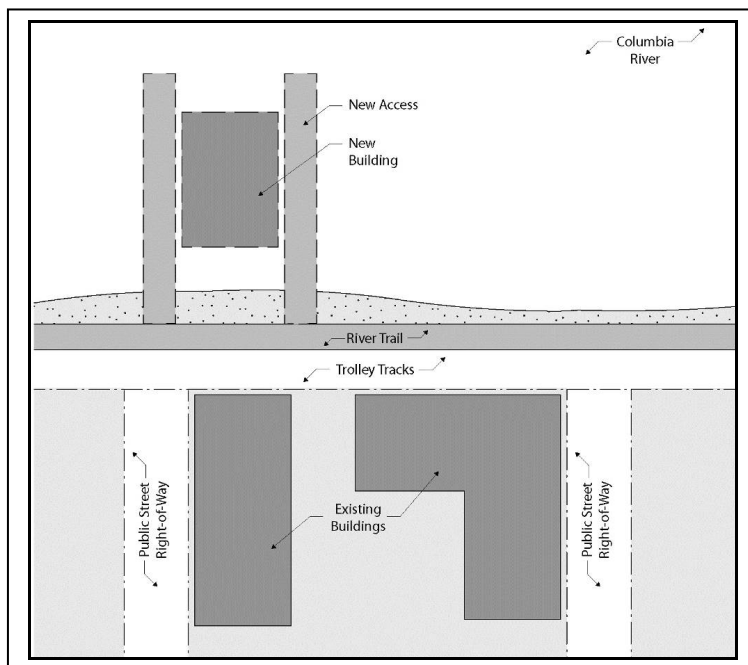 Columbia
River
New Access
New
Building
River Trail
Trolley Tracks
Public Street
Right-of-Way
Existing
Buildings
Public Street
Right-of-Way